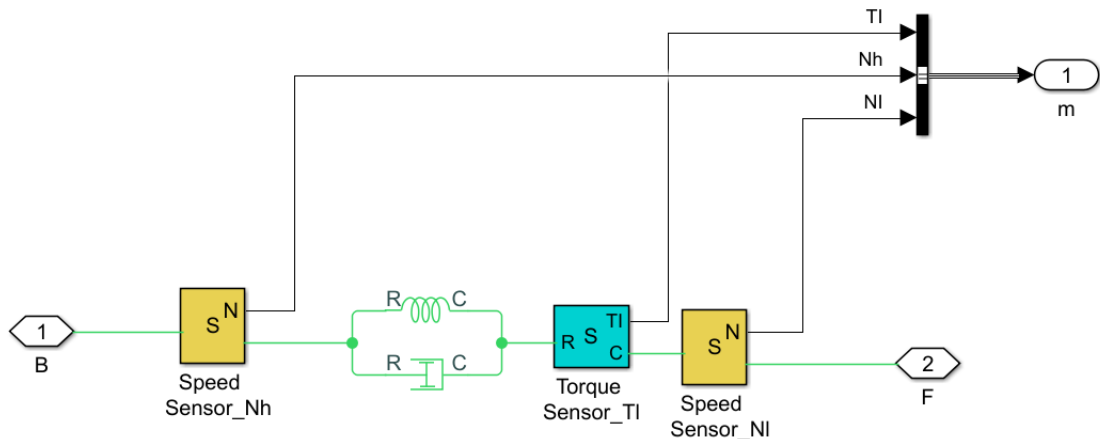 Tl
Nh
Nl
1
m
1
B
S N
Speed
Sensor_Nh
R C
R C
R S Tl
C
Torque
Sensor_Tl
S N
Speed
Sensor_Nl
2
F